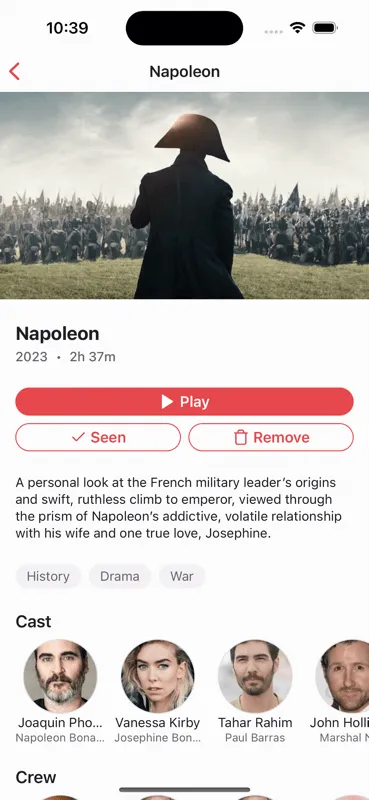 10:39
Napoleon
Napoleon
2023 • 2h 37m
Play
Seen
Remove
A personal look at the French military leader’s origins
and swift, ruthless climb to emperor, viewed through
the prism of Napoleon’s addictive, volatile relationship
with his wife and one true love, Josephine.
History Drama War
Cast
Joaquin Pho... Vanessa Kirby Tahar Rahim John Holli
Napoleon Bona... Josephine Bon... Paul Barras Marshal N
Crew